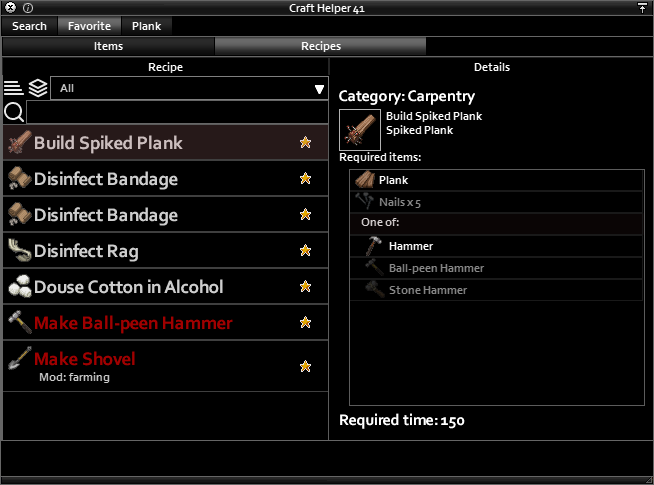 Craft Helper 41
Search Favorite Plank
Items Recipes
Recipe
All
Build Spiked Plank
Disinfect Bandage
Disinfect Bandage
Disinfect Rag
Douse Cotton in Alcohol
Make Ball-peen Hammer
Make Shovel
Mod: farming
Details
Category: Carpentry
Build Spiked Plank
Spiked Plank
Required items:
Plank
Nails x 5
One of:
Hammer
Ball-peen Hammer
Stone Hammer
Required time: 150